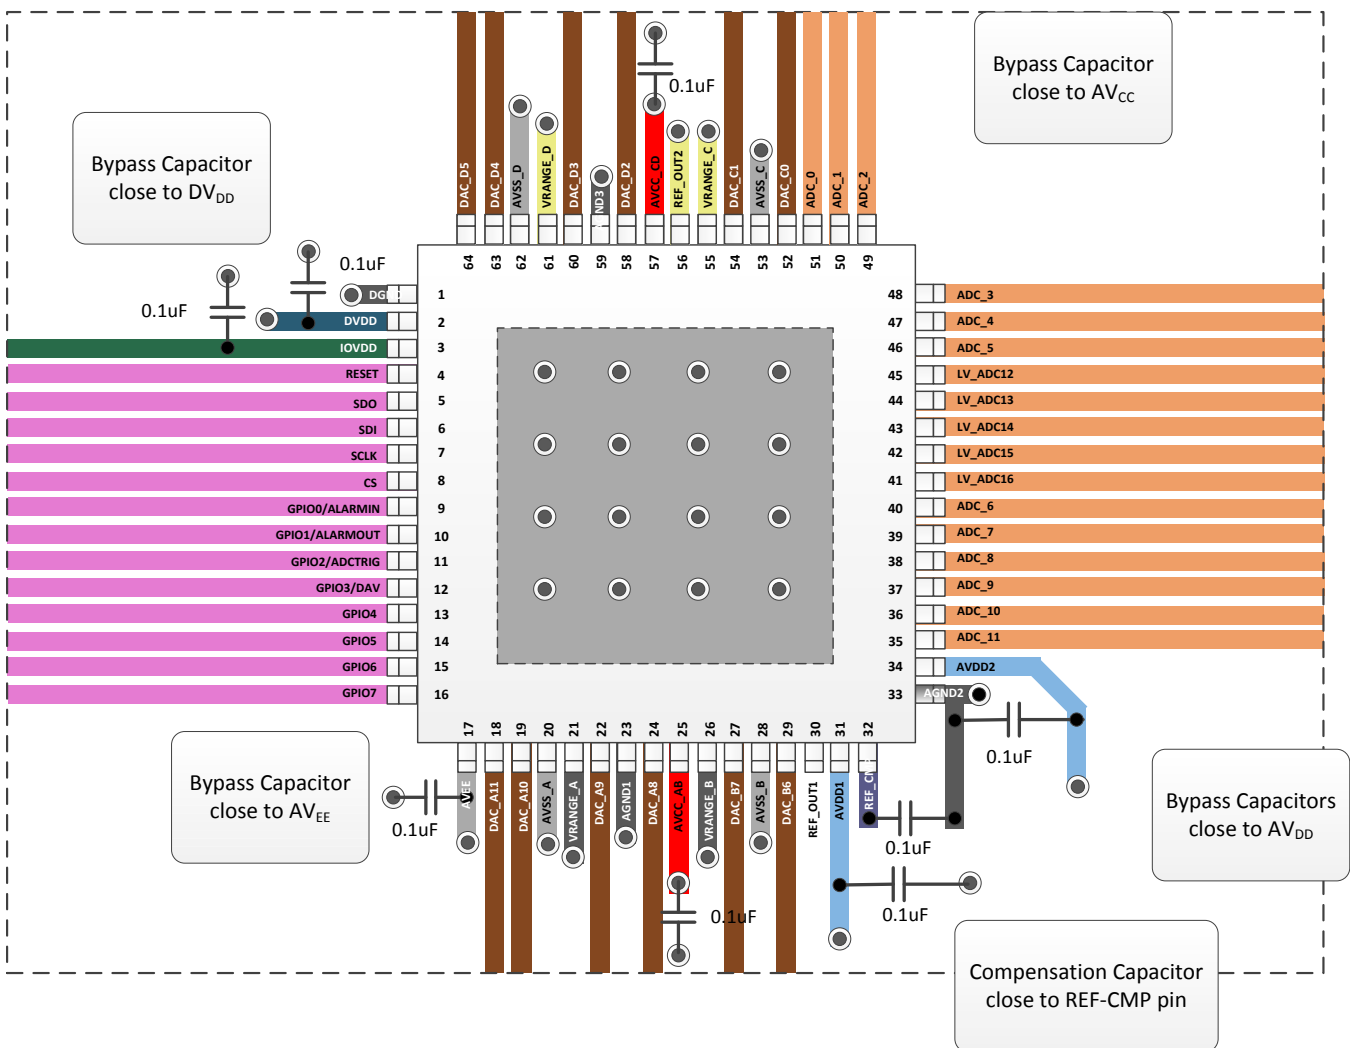 Bypass Capacitor
close to AVCC
Bypass Capacitor
close to DVDD
0.1uF
0.1uF
0.1uF
DAC_D5
DAC_D4
AVSS_D
VRANGE_D
DAC_D3
DAC_D2
AVCC_CD
REF_OUT2
VRANGE_C
DAC_C1
AVSS_C
DAC_C0
ADC_0
ADC_1
ADC_2
64
63
62
61
60
59
58
57
56
55
54
53
52
51
50
49
1
DVDD 2
IOVDD 3
RESET 4
SDO 5
SDI 6
SCLK 7
CS 8
GPIO0/ALARMIN 9
GPIO1/ALARMOUT 10
GPIO2/ADCTRIG 11
GPIO3/DAV 12
GPIO4 13
GPIO5 14
GPIO6 15
GPIO7 16
48 ADC_3
47 ADC_4
46 ADC_5
45 LV_ADC12
44 LV_ADC13
43 LV_ADC14
42 LV_ADC15
41 LV_ADC16
40 ADC_6
39 ADC_7
38 ADC_8
37 ADC_9
36 ADC_10
35 ADC_11
34 AVDD2
33 AGND2
17
18
19
20
21
22
23
24
25
26
27
28
29
30
31
32
AVEE
DAC_A11
DAC_A10
AVSS_A
VRANGE_A
DAC_A9
AGND1
DAC_A8
AVCC_AB
VRANGE_B
DAC_B7
AVSS_B
DAC_B6
REF_OUT1
AVDD1
0.1uF
0.1uF
0.1uF
0.1uF
0.1uF
Bypass Capacitor
close to AVEE
Bypass Capacitors
close to AVDD
Compensation Capacitor
close to REF-CMP pin